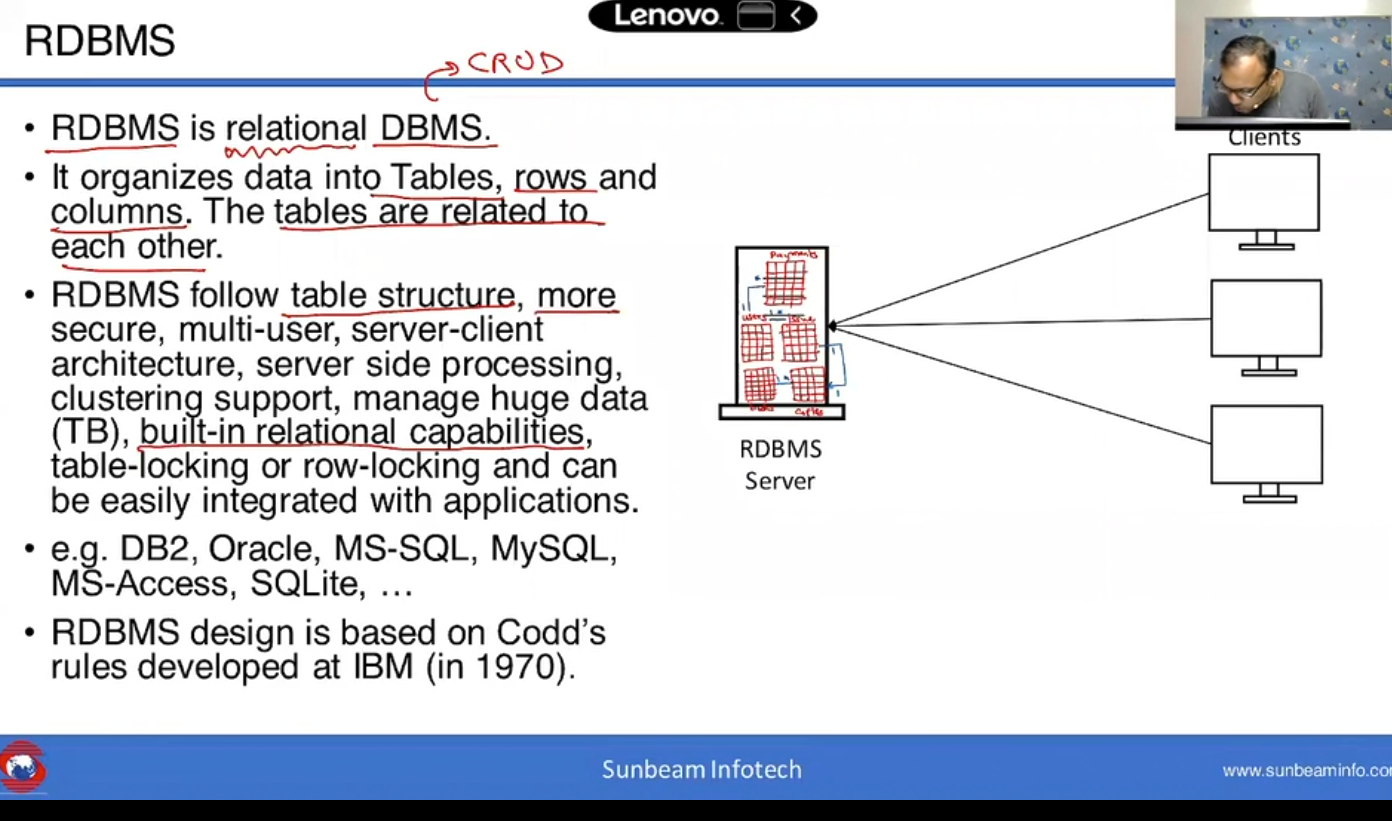 Lenovo
RDBMS
CRUD
• RDBMS is relational DBMS.
• It organizes data into Tables, rows and
columns. The tables are related to
each other.
• RDBMS follow table structure, more
secure, multi-user, server-client
architecture, server side processing,
clustering support, manage huge data
(TB), built-in relational capabilities,
table-locking or row-locking and can
be easily integrated with applications.
• e.g. DB2, Oracle, MS-SQL, MySQL,
MS-Access, SQLite, …
• RDBMS design is based on Codd’s
rules developed at IBM (in 1970).
Clients
Payments
users
Copies
RDBMS
Server
Sunbeam Infotech
www.sunbeaminfo.co